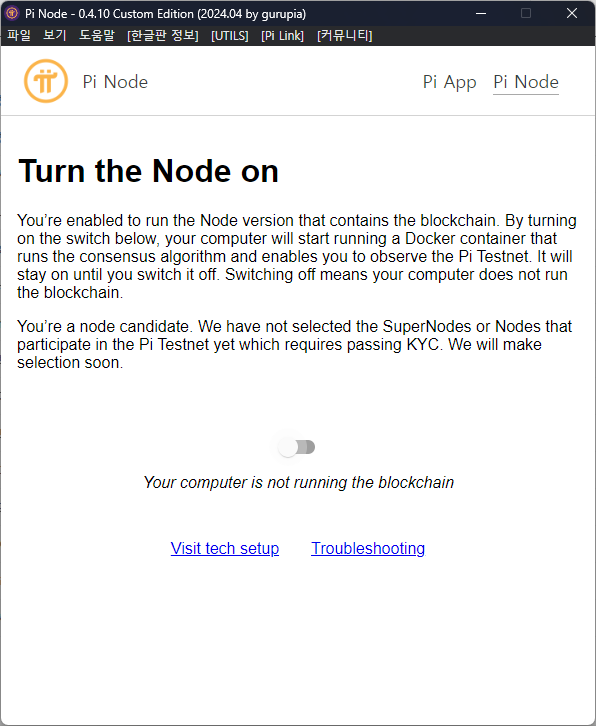 Pi Node - 0.4.10 Custom Edition (2024.04 by gurupia)
파일 보기 도움말 [한글판 정보] [UTILS] [Pi Link] [커뮤니티]
Pi Node Pi App Pi Node
Turn the Node on
You’re enabled to run the Node version that contains the blockchain. By turning
on the switch below, your computer will start running a Docker container that
runs the consensus algorithm and enables you to observe the Pi Testnet. It will
stay on until you switch it off. Switching off means your computer does not run
the blockchain.
You’re a node candidate. We have not selected the SuperNodes or Nodes that
participate in the Pi Testnet yet which requires passing KYC. We will make
selection soon.
Your computer is not running the blockchain
Visit tech setup Troubleshooting